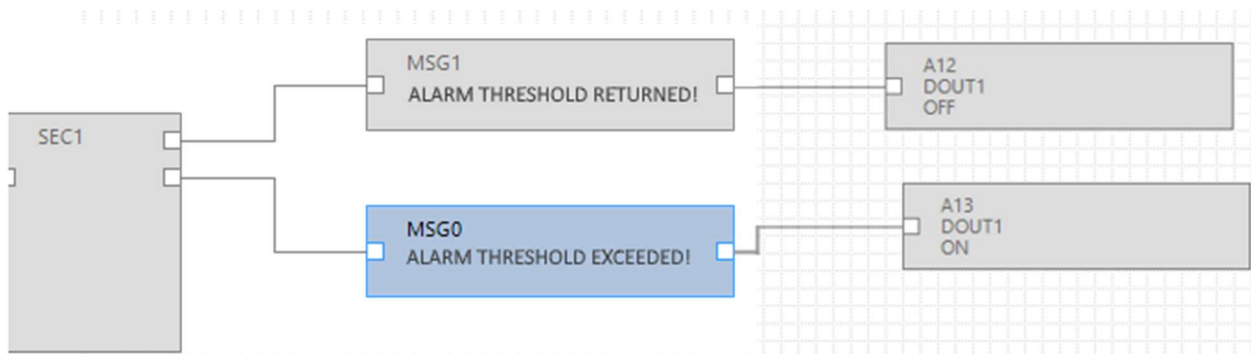 SEC1
MSG1
ALARM THRESHOLD RETURNED!
A12
DOUT1
OFF
MSG0
ALARM THRESHOLD EXCEEDED!
A13
DOUT1
ON